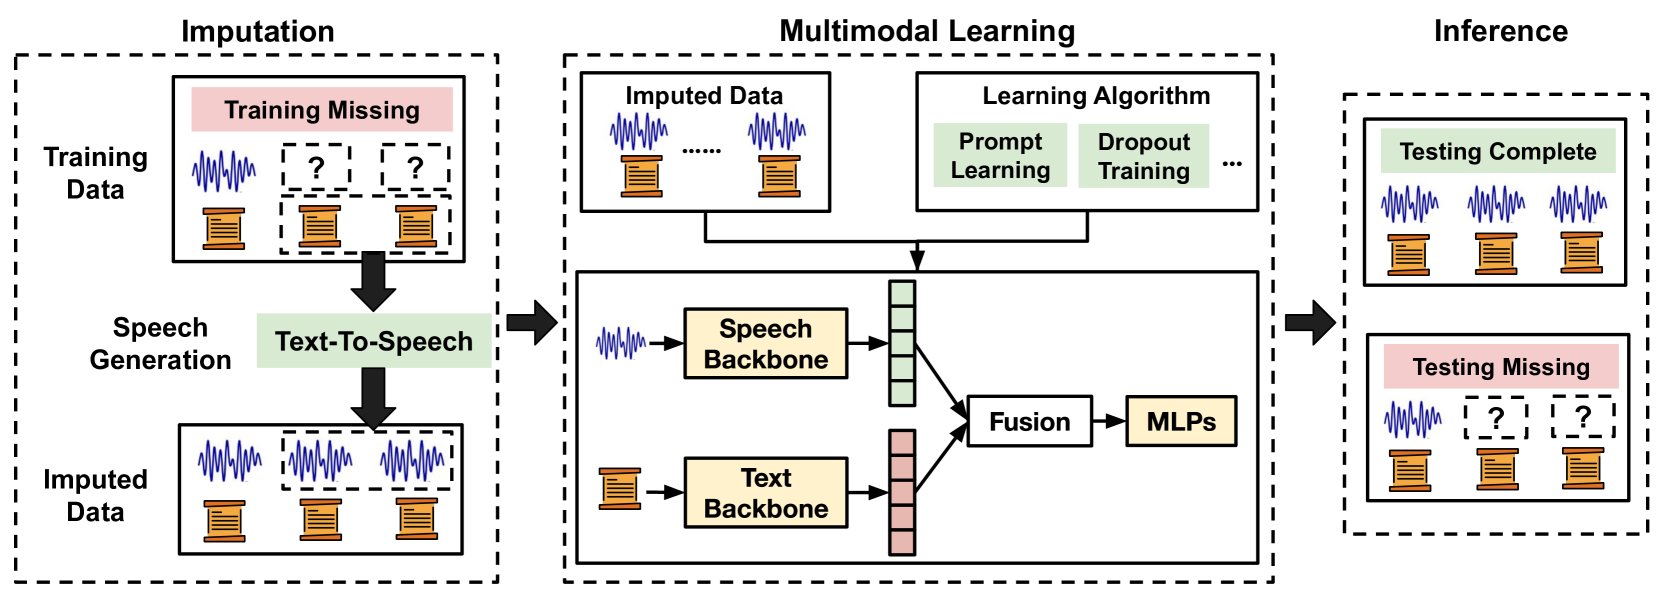 Imputation
Training Missing
Training
Data
?
?
Speech
Generation
Text-To-Speech
Imputed
Data
Multimodal Learning
Imputed Data
......
Learning Algorithm
Prompt
Learning
Dropout
Training
...
Speech
Backbone
Text
Backbone
Fusion
MLPs
Inference
Testing Complete
Testing Missing
?
?